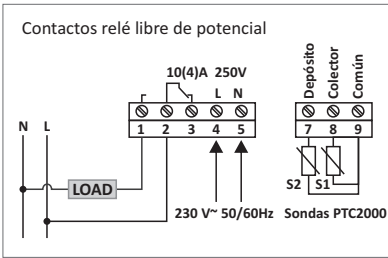 Contactos relé libre de potencial
10(4)A 250V
L N
Depósito
Colector
Común
N L
1 2 3 4 5
7 8 9
LOAD
S2 S1
230 V~ 50/60Hz
Sondas PTC2000